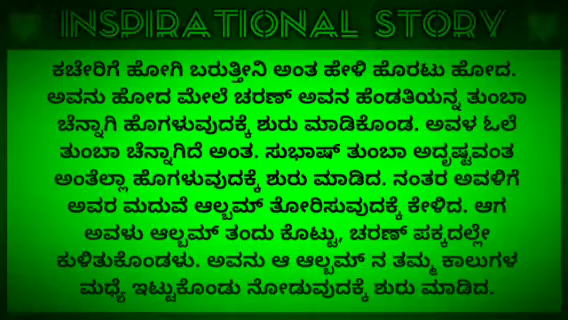 INSPIRATIONAL STORY
ಕಚೇರಿಗೆ ಹೋಗಿ ಬರುತ್ತೀನಿ ಅಂತ ಹೇಳಿ ಹೊರಟು ಹೋದ.
ಅವನು ಹೋದ ಮೇಲೆ ಚರಣ್ ಅವನ ಹೆಂಡತಿಯನ್ನ ತುಂಬಾ
ಚೆನ್ನಾಗಿ ಹೊಗಳುವುದಕ್ಕೆ ಶುರು ಮಾಡಿಕೊಂಡ. ಅವಳ ಓಲೆ
ತುಂಬಾ ಚೆನ್ನಾಗಿದೆ ಅಂತ. ಸುಭಾಷ್ ತುಂಬಾ ಅದೃಷ್ಟವಂತ
ಅಂತೆಲ್ಲಾ ಹೊಗಳುವುದಕ್ಕೆ ಶುರು ಮಾಡಿದ. ನಂತರ ಅವಳಿಗೆ
ಅವರ ಮದುವೆ ಆಲ್ಬಮ್ ತೋರಿಸುವುದಕ್ಕೆ ಕೇಳಿದ. ಆಗ
ಅವಳು ಆಲ್ಬಮ್ ತಂದು ಕೊಟ್ಟು, ಚರಣ್ ಪಕ್ಕದಲ್ಲೇ
ಕುಳಿತುಕೊಂಡಳು. ಅವನು ಆ ಆಲ್ಬಮ್ ನ ತಮ್ಮ ಕಾಲುಗಳ
ಮಧ್ಯೆ ಇಟ್ಟುಕೊಂಡು ನೋಡುವುದಕ್ಕೆ ಶುರು ಮಾಡಿದ.